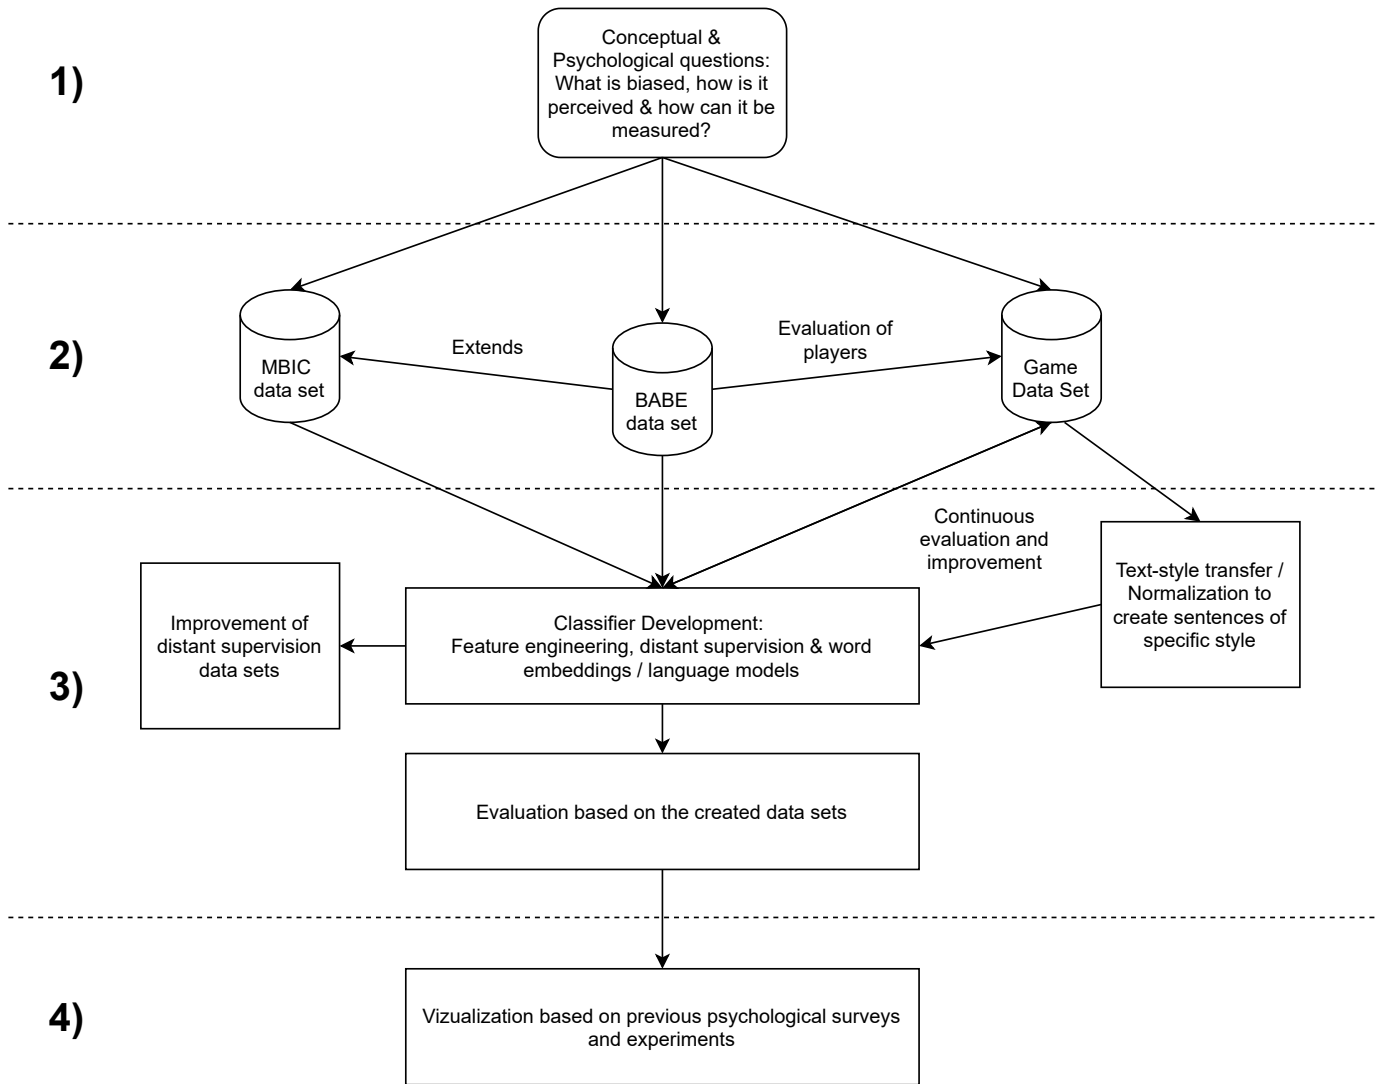 1)
Conceptual &
Psychological questions:
What is biased, how is it
perceived & how can it be
measured?
2)
MBIC
data set
Extends
BABE
data set
Evaluation of
players
Game
Data Set
3)
Continuous
evaluation and
improvement
Text-style transfer /
Normalization to
create sentences of
specific style
Improvement of
distant supervision
data sets
Classifier Development:
Feature engineering, distant supervision & word
embeddings / language models
Evaluation based on the created data sets
4)
Vizualization based on previous psychological surveys
and experiments